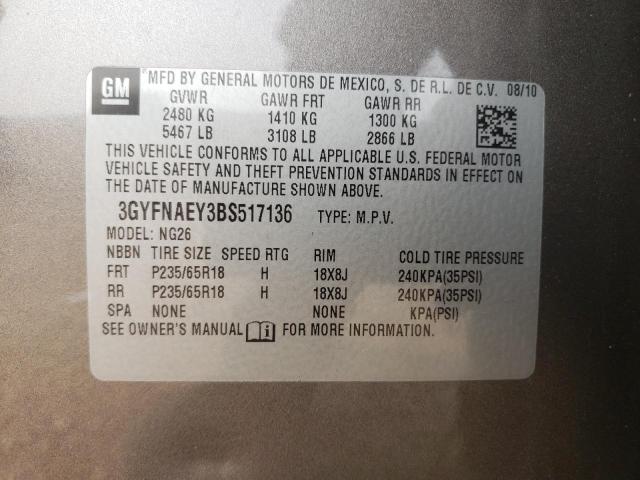 GM
MFD BY GENERAL MOTORS DE MEXICO, S. DE R.L. DE C.V. 08/10
GVWR GAWR FRT GAWR RR
2480 KG 1410 KG 1300 KG
5467 LB 3108 LB 2866 LB
THIS VEHICLE CONFORMS TO ALL APPLICABLE U.S. FEDERAL MOTOR
VEHICLE SAFETY AND THEFT PREVENTION STANDARDS IN EFFECT ON
THE DATE OF MANUFACTURE SHOWN ABOVE.
3GYFNAEY3BS517136 TYPE: M.P.V.
MODEL: NG26
NBBN TIRE SIZE SPEED RTG RIM COLD TIRE PRESSURE
FRT P235/65R18 H 18X8J 240KPA(35PSI)
RR P235/65R18 H 18X8J 240KPA(35PSI)
SPA NONE NONE KPA(PSI)
SEE OWNER'S MANUAL FOR MORE INFORMATION.